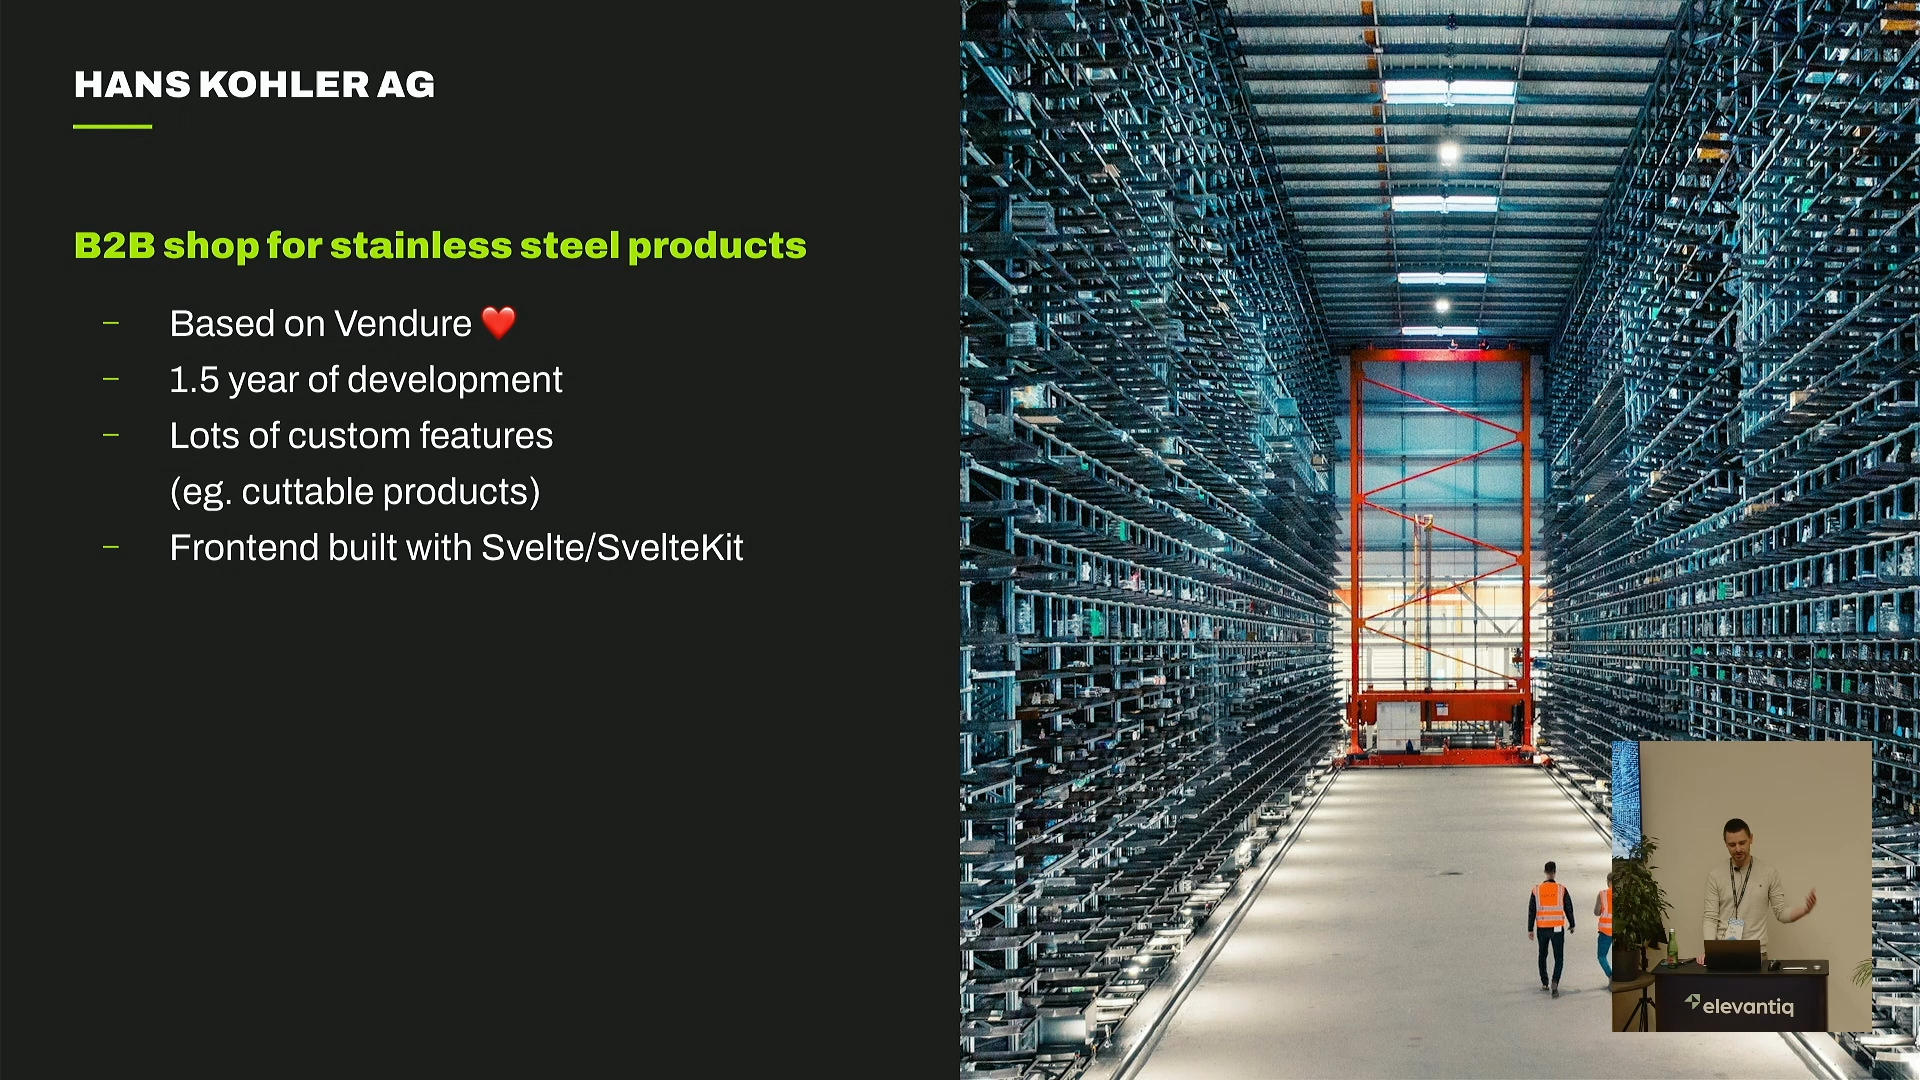 HANS KOHLER AG
B2B shop for stainless steel products
– Based on Vendure ❤️
– 1.5 year of development
– Lots of custom features
(eg. cuttable products)
– Frontend built with Svelte/SvelteKit
elevantiq